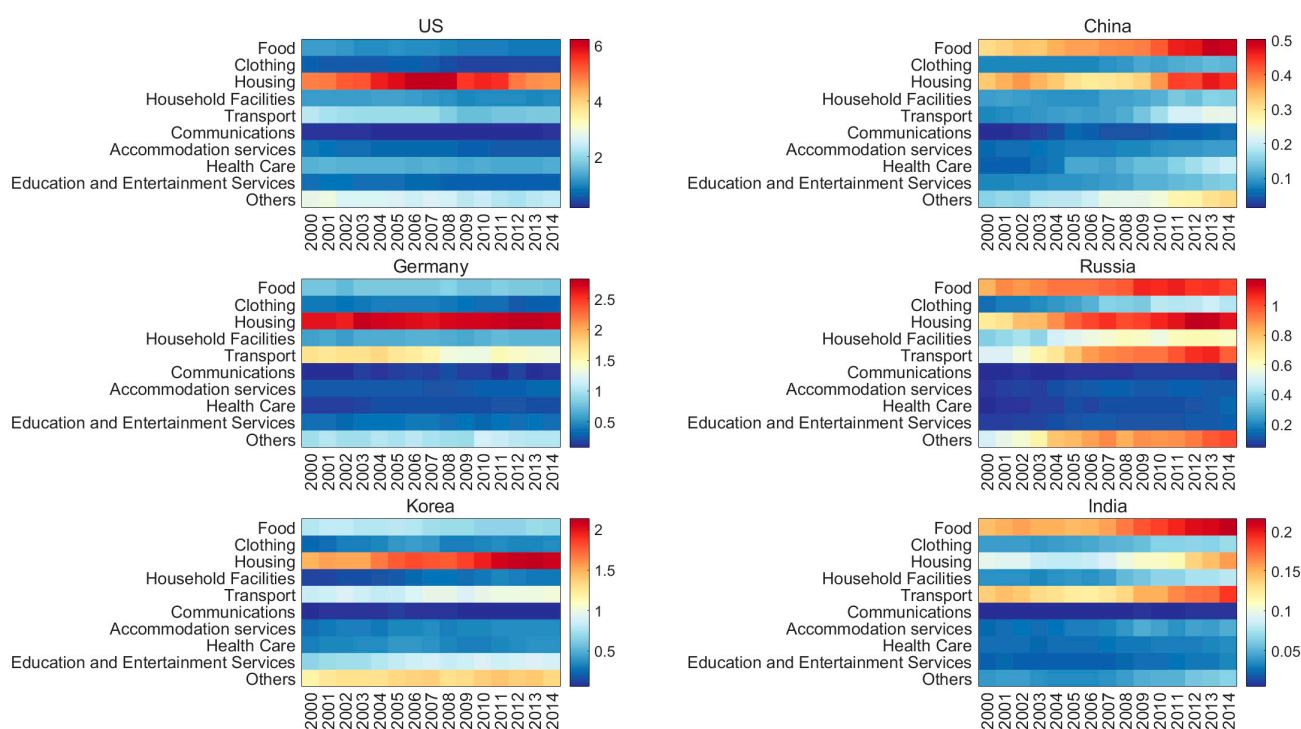 US
Food
Clothing
Housing
Household Facilities
Transport
Communications
Accommodation services
Health Care
Education and Entertainment Services
Others
6
4
2
2000 2001 2002 2003 2004 2005 2006 2007 2008 2009 2010 2011 2012 2013 2014
China
Food
Clothing
Housing
Household Facilities
Transport
Communications
Accommodation services
Health Care
Education and Entertainment Services
Others
0.5
0.4
0.3
0.2
0.1
2000 2001 2002 2003 2004 2005 2006 2007 2008 2009 2010 2011 2012 2013 2014
Germany
Food
Clothing
Housing
Household Facilities
Transport
Communications
Accommodation services
Health Care
Education and Entertainment Services
Others
2.5
2
1.5
1
0.5
2000 2001 2002 2003 2004 2005 2006 2007 2008 2009 2010 2011 2012 2013 2014
Russia
Food
Clothing
Housing
Household Facilities
Transport
Communications
Accommodation services
Health Care
Education and Entertainment Services
Others
1
0.8
0.6
0.4
0.2
2000 2001 2002 2003 2004 2005 2006 2007 2008 2009 2010 2011 2012 2013 2014
Korea
Food
Clothing
Housing
Household Facilities
Transport
Communications
Accommodation services
Health Care
Education and Entertainment Services
Others
2
1.5
1
0.5
2000 2001 2002 2003 2004 2005 2006 2007 2008 2009 2010 2011 2012 2013 2014
India
Food
Clothing
Housing
Household Facilities
Transport
Communications
Accommodation services
Health Care
Education and Entertainment Services
Others
0.2
0.15
0.1
0.05
2000 2001 2002 2003 2004 2005 2006 2007 2008 2009 2010 2011 2012 2013 2014